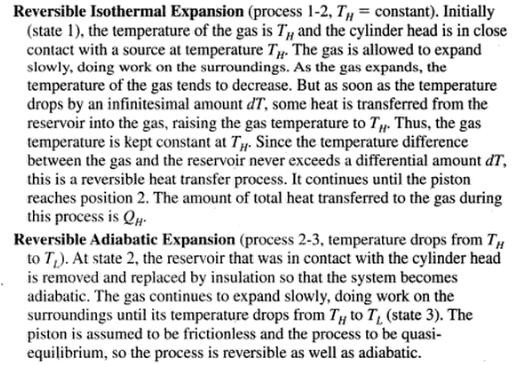 Reversible Isothermal Expansion (process 1-2, T_H = constant). Initially
(state 1), the temperature of the gas is T_H and the cylinder head is in close
contact with a source at temperature T_H. The gas is allowed to expand
slowly, doing work on the surroundings. As the gas expands, the
temperature of the gas tends to decrease. But as soon as the temperature
drops by an infinitesimal amount dT, some heat is transferred from the
reservoir into the gas, raising the gas temperature to T_H. Thus, the gas
temperature is kept constant at T_H. Since the temperature difference
between the gas and the reservoir never exceeds a differential amount dT,
this is a reversible heat transfer process. It continues until the piston
reaches position 2. The amount of total heat transferred to the gas during
this process is Q_H.
Reversible Adiabatic Expansion (process 2-3, temperature drops from T_H
to T_L). At state 2, the reservoir that was in contact with the cylinder head
is removed and replaced by insulation so that the system becomes
adiabatic. The gas continues to expand slowly, doing work on the
surroundings until its temperature drops from T_H to T_L (state 3). The
piston is assumed to be frictionless and the process to be quasi-
equilibrium, so the process is reversible as well as adiabatic.